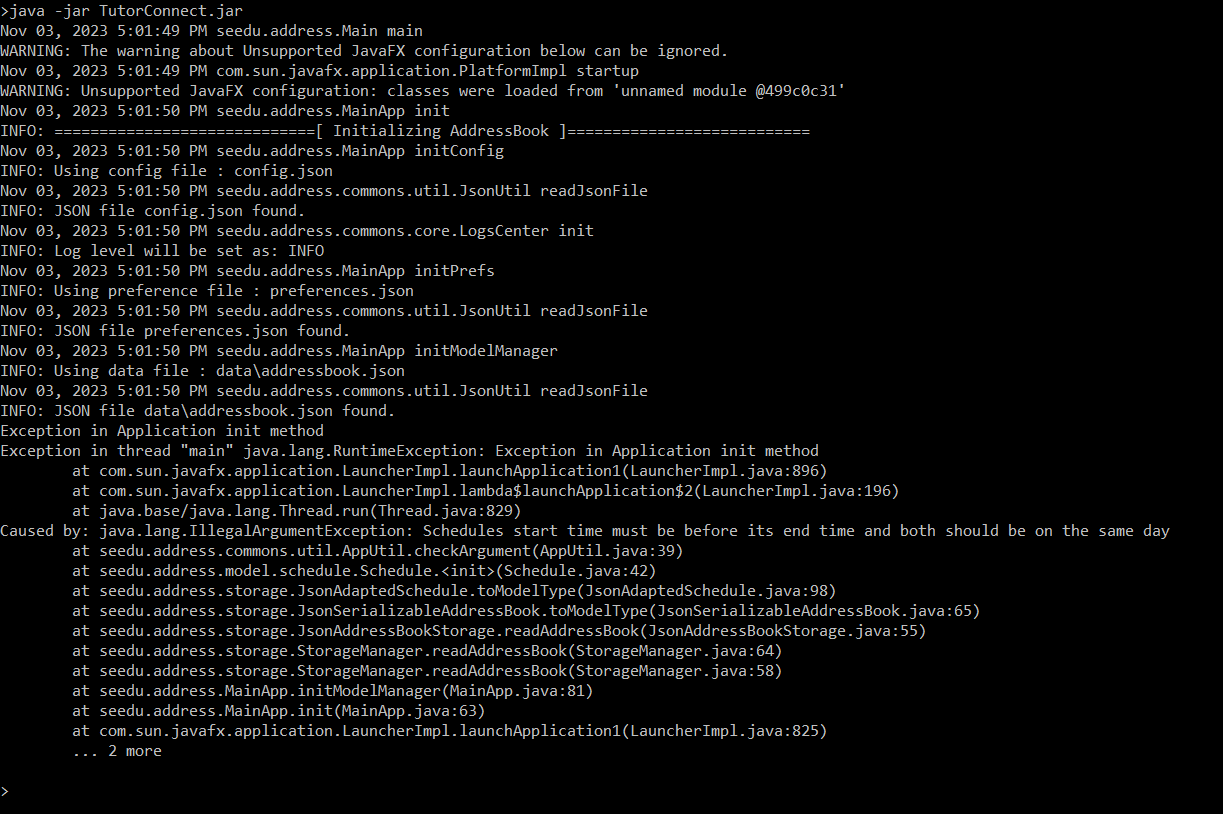 >java -jar TutorConnect.jar
Nov 03, 2023 5:01:49 PM seedu.address.Main main
WARNING: The warning about Unsupported JavaFX configuration below can be ignored.
Nov 03, 2023 5:01:49 PM com.sun.javafx.application.PlatformImpl startup
WARNING: Unsupported JavaFX configuration: classes were loaded from 'unnamed module @499c0c31'
Nov 03, 2023 5:01:50 PM seedu.address.MainApp init
INFO: =============================[ Initializing AddressBook ]===========================
Nov 03, 2023 5:01:50 PM seedu.address.MainApp initConfig
INFO: Using config file : config.json
Nov 03, 2023 5:01:50 PM seedu.address.commons.util.JsonUtil readJsonFile
INFO: JSON file config.json found.
Nov 03, 2023 5:01:50 PM seedu.address.commons.core.LogsCenter init
INFO: Log level will be set as: INFO
Nov 03, 2023 5:01:50 PM seedu.address.MainApp initPrefs
INFO: Using preference file : preferences.json
Nov 03, 2023 5:01:50 PM seedu.address.commons.util.JsonUtil readJsonFile
INFO: JSON file preferences.json found.
Nov 03, 2023 5:01:50 PM seedu.address.MainApp initModelManager
INFO: Using data file : data\addressbook.json
Nov 03, 2023 5:01:50 PM seedu.address.commons.util.JsonUtil readJsonFile
INFO: JSON file data\addressbook.json found.
Exception in Application init method
Exception in thread "main" java.lang.RuntimeException: Exception in Application init method
        at com.sun.javafx.application.LauncherImpl.launchApplication1(LauncherImpl.java:896)
        at com.sun.javafx.application.LauncherImpl.lambda$launchApplication$2(LauncherImpl.java:196)
        at java.base/java.lang.Thread.run(Thread.java:829)
Caused by: java.lang.IllegalArgumentException: Schedules start time must be before its end time and both should be on the same day
        at seedu.address.commons.util.AppUtil.checkArgument(AppUtil.java:39)
        at seedu.address.model.schedule.Schedule.<init>(Schedule.java:42)
        at seedu.address.storage.JsonAdaptedSchedule.toModelType(JsonAdaptedSchedule.java:98)
        at seedu.address.storage.JsonSerializableAddressBook.toModelType(JsonSerializableAddressBook.java:65)
        at seedu.address.storage.JsonAddressBookStorage.readAddressBook(JsonAddressBookStorage.java:55)
        at seedu.address.storage.StorageManager.readAddressBook(StorageManager.java:64)
        at seedu.address.storage.StorageManager.readAddressBook(StorageManager.java:58)
        at seedu.address.MainApp.initModelManager(MainApp.java:81)
        at seedu.address.MainApp.init(MainApp.java:63)
        at com.sun.javafx.application.LauncherImpl.launchApplication1(LauncherImpl.java:825)
        ... 2 more
>